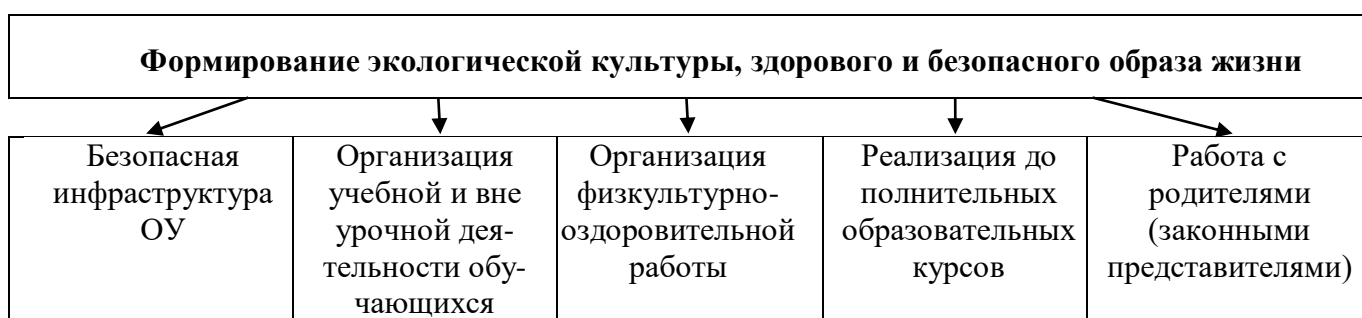 Формирование экологической культуры, здорового и безопасного образа жизни
Безопасная
инфраструктура
ОУ
Организация
учебной и вне
урочной дея-
тельности обу-
чающихся
Организация
физкультурно-
оздоровительной
работы
Реализация до
полнительных
образовательных
курсов
Работа с
родителями
(законными
представителями)